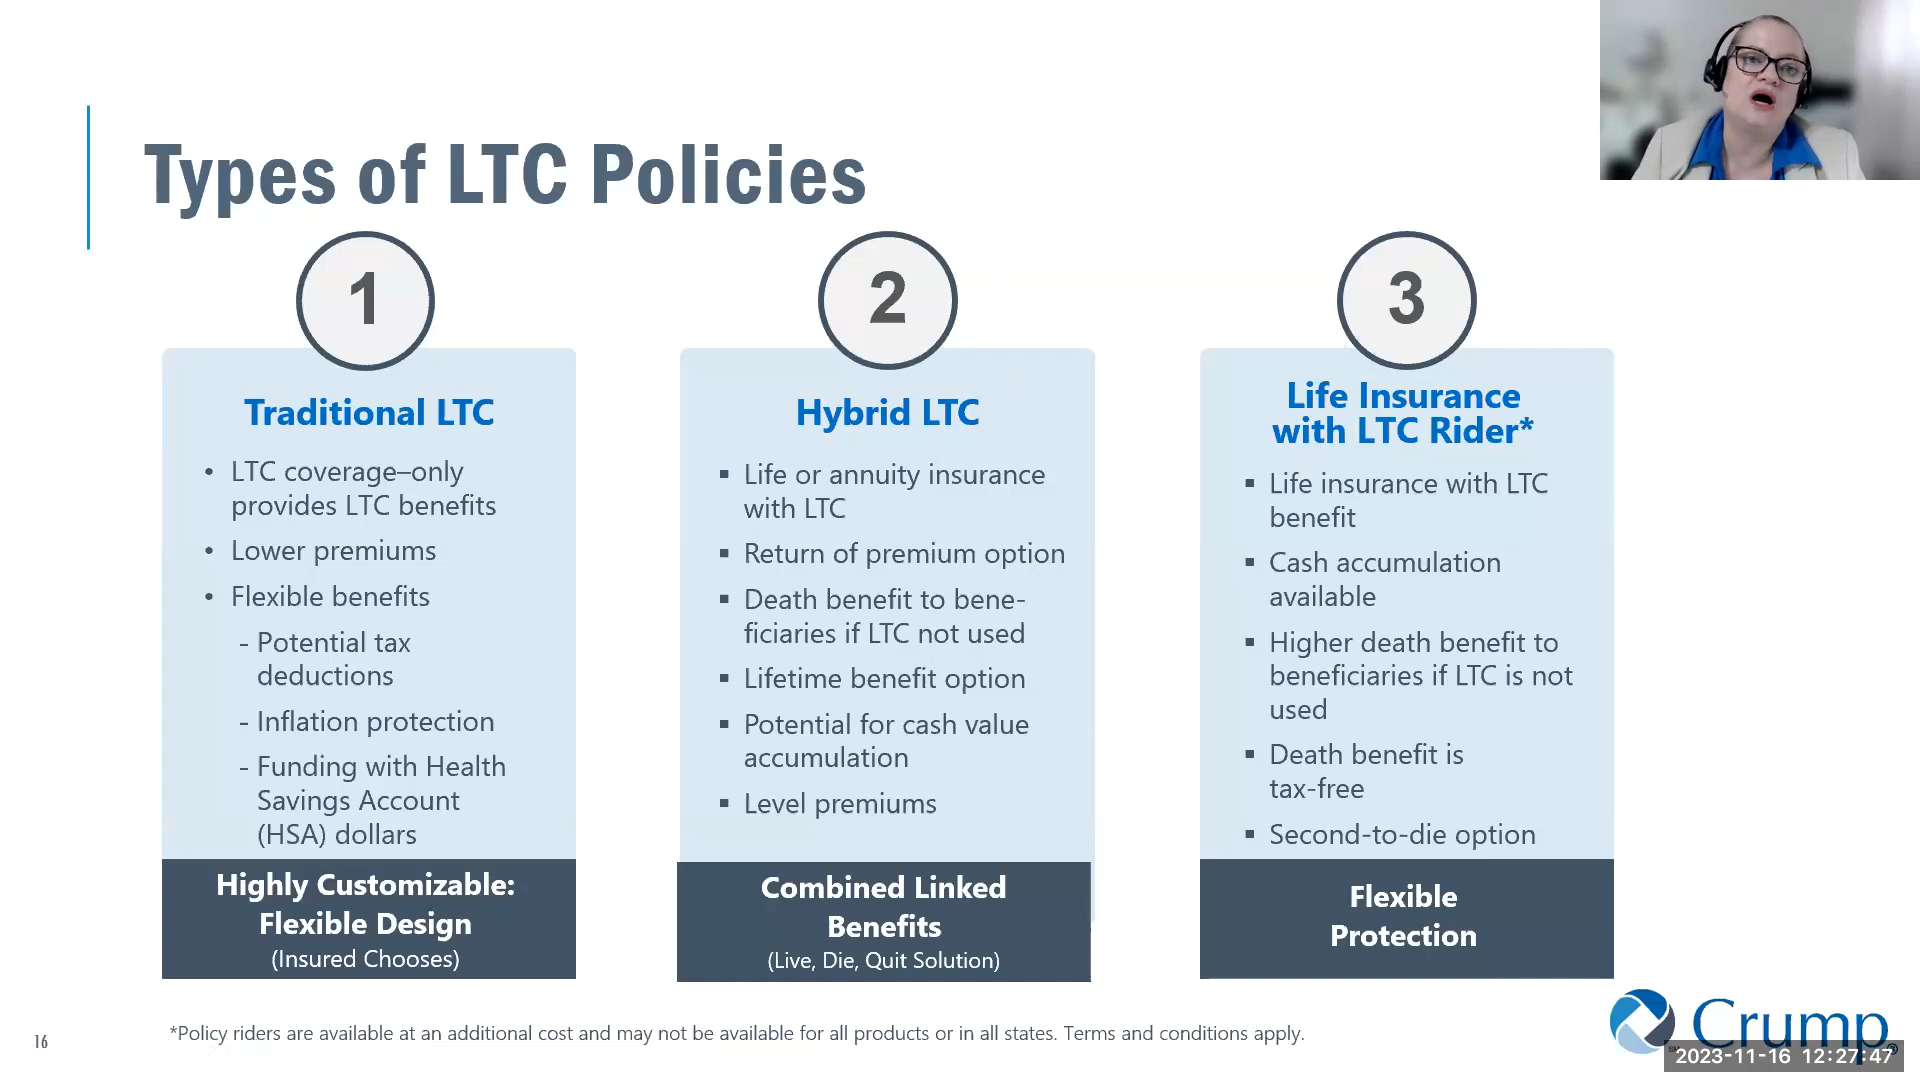 Types of LTC Policies
1
Traditional LTC
• LTC coverage–only
provides LTC benefits
• Lower premiums
• Flexible benefits
- Potential tax
deductions
- Inflation protection
- Funding with Health
Savings Account
(HSA) dollars
Highly Customizable:
Flexible Design
(Insured Chooses)
2
Hybrid LTC
▪ Life or annuity insurance
with LTC
▪ Return of premium option
▪ Death benefit to bene-
ficiaries if LTC not used
▪ Lifetime benefit option
▪ Potential for cash value
accumulation
▪ Level premiums
Combined Linked
Benefits
(Live, Die, Quit Solution)
3
Life Insurance
with LTC Rider*
▪ Life insurance with LTC
benefit
▪ Cash accumulation
available
▪ Higher death benefit to
beneficiaries if LTC is not
used
▪ Death benefit is
tax-free
▪ Second-to-die option
Flexible
Protection
*Policy riders are available at an additional cost and may not be available for all products or in all states. Terms and conditions apply.
16
Crump®
2023-11-16 12:27:47